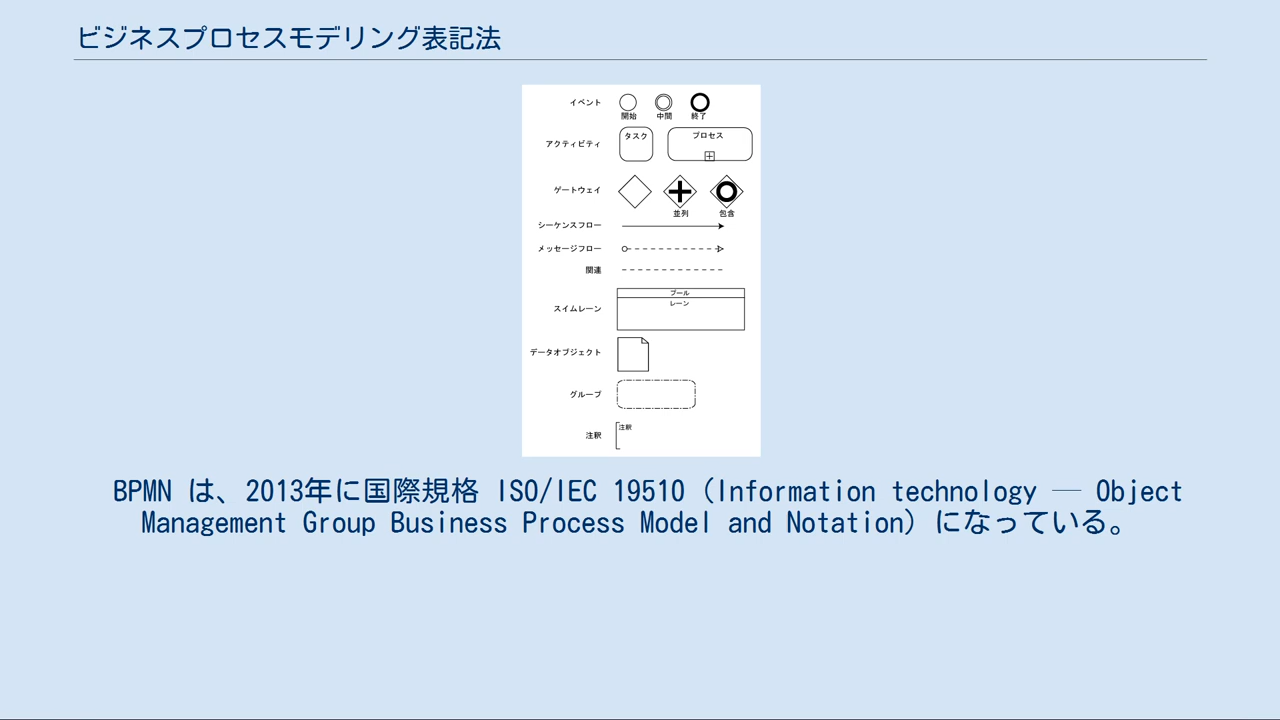 ビジネスプロセスモデリング表記法
イベント
開始 中間 終了
アクティビティ
タスク プロセス
ゲートウェイ
並列 包含
シーケンスフロー
メッセージフロー
関連
スイムレーン
プール
レーン
データオブジェクト
グループ
注釈
注釈
BPMN は、2013年に国際規格 ISO/IEC 19510 (Information technology — Object
Management Group Business Process Model and Notation) になっている。